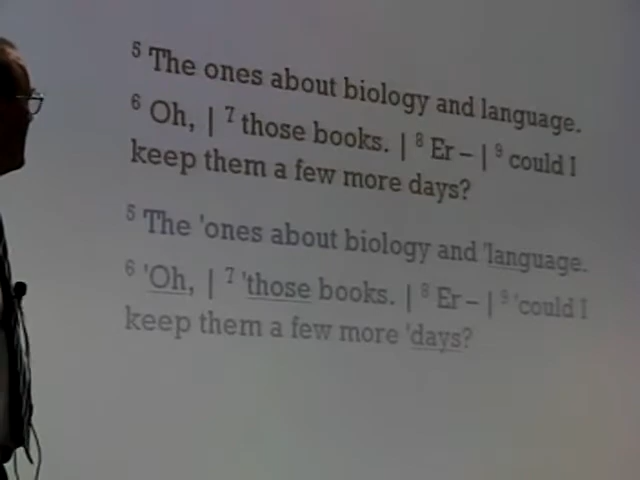 ⁵ The ones about biology and language.
⁶ Oh, | ⁷ those books. | ⁸ Er – | ⁹ could I
keep them a few more days?
⁵ The 'ones about biology and 'language.
⁶ 'Oh, | ⁷ 'those books. | ⁸ Er – | ⁹ 'could I
keep them a few more 'days?